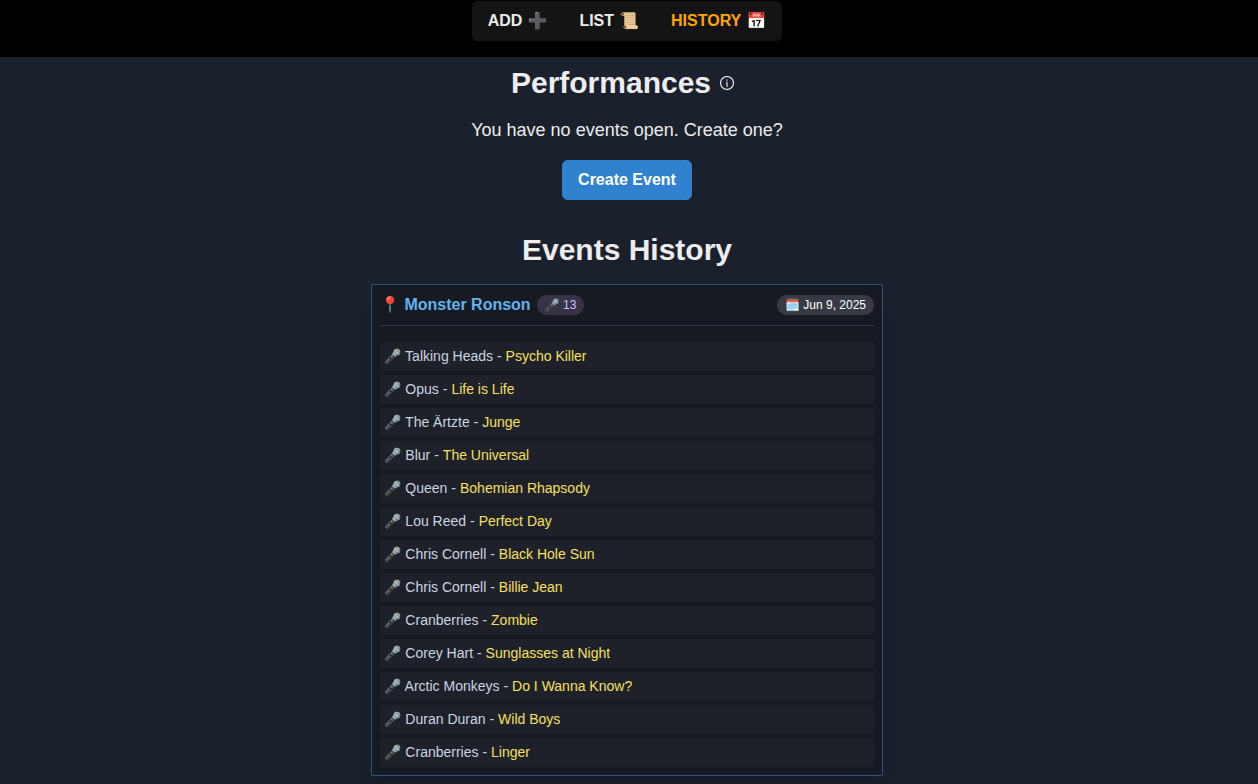 ADD ➕ LIST 📜 HISTORY 📅
Performances ⓘ
You have no events open. Create one?
Create Event
Events History
📍 Monster Ronson 🎤 13 🗓️ Jun 9, 2025
🎤 Talking Heads - Psycho Killer
🎤 Opus - Life is Life
🎤 The Ärtzte - Junge
🎤 Blur - The Universal
🎤 Queen - Bohemian Rhapsody
🎤 Lou Reed - Perfect Day
🎤 Chris Cornell - Black Hole Sun
🎤 Chris Cornell - Billie Jean
🎤 Cranberries - Zombie
🎤 Corey Hart - Sunglasses at Night
🎤 Arctic Monkeys - Do I Wanna Know?
🎤 Duran Duran - Wild Boys
🎤 Cranberries - Linger